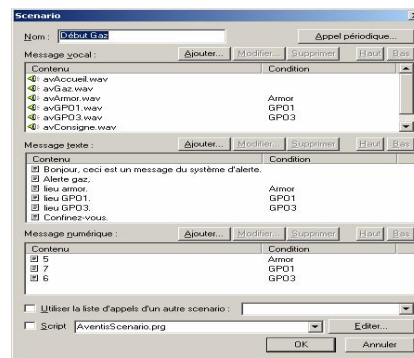 Scenario
Nom : Début Gaz Appel périodique...
Message vocal : Ajouter... Modifier... Supprimer Haut Bas
Contenu Condition
avAccueil.wav
avGaz.wav
avArmor.wav Armor
avGPO1.wav GPO1
avGPO3.wav GPO3
avConsigne.wav
Message texte : Ajouter... Modifier... Supprimer Haut Bas
Contenu Condition
Bonjour, ceci est un message du système d'alerte.
Alerte gaz,
lieu armor. Armor
lieu GPO1. GPO1
lieu GPO3. GPO3
Confinez-vous.
Message numérique : Ajouter... Modifier... Supprimer Haut Bas
Contenu Condition
5 Armor
7 GPO1
6 GPO3
Utiliser la liste d'appels d'un autre scenario :
Script AventisScenario.prg Editer...
OK Annuler